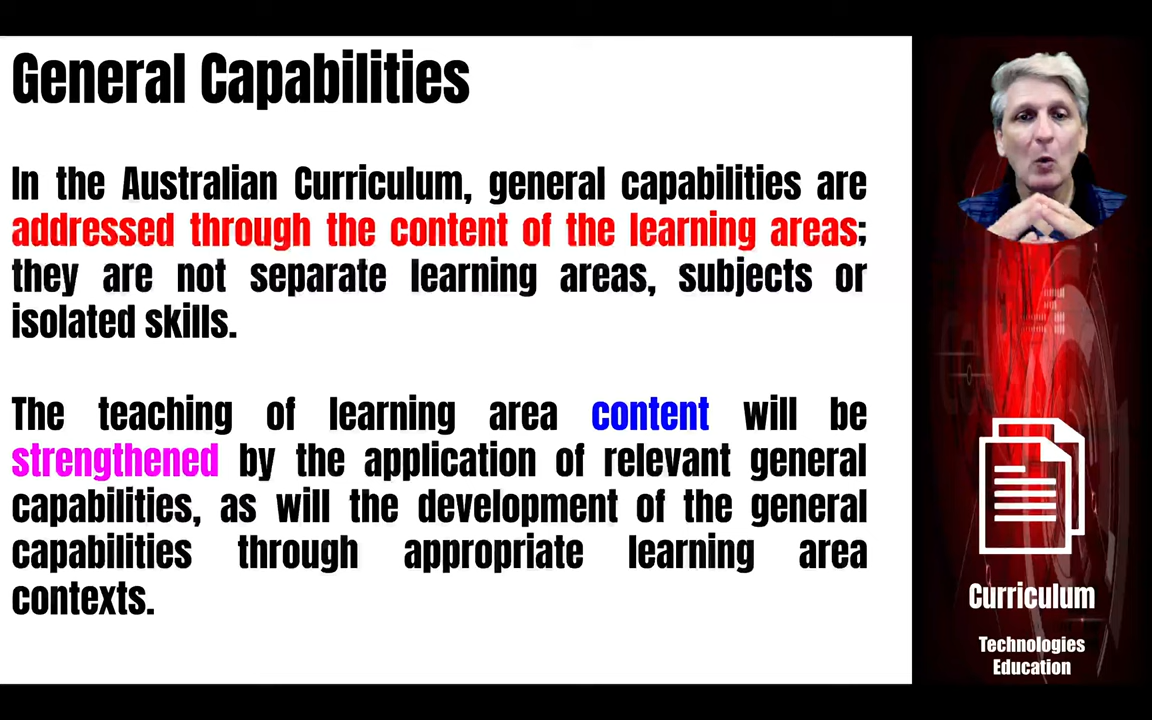 General Capabilities
In the Australian Curriculum, general capabilities are
addressed through the content of the learning areas;
they are not separate learning areas, subjects or
isolated skills.
The teaching of learning area content will be
strengthened by the application of relevant general
capabilities, as will the development of the general
capabilities through appropriate learning area
contexts.
Curriculum
Technologies
Education